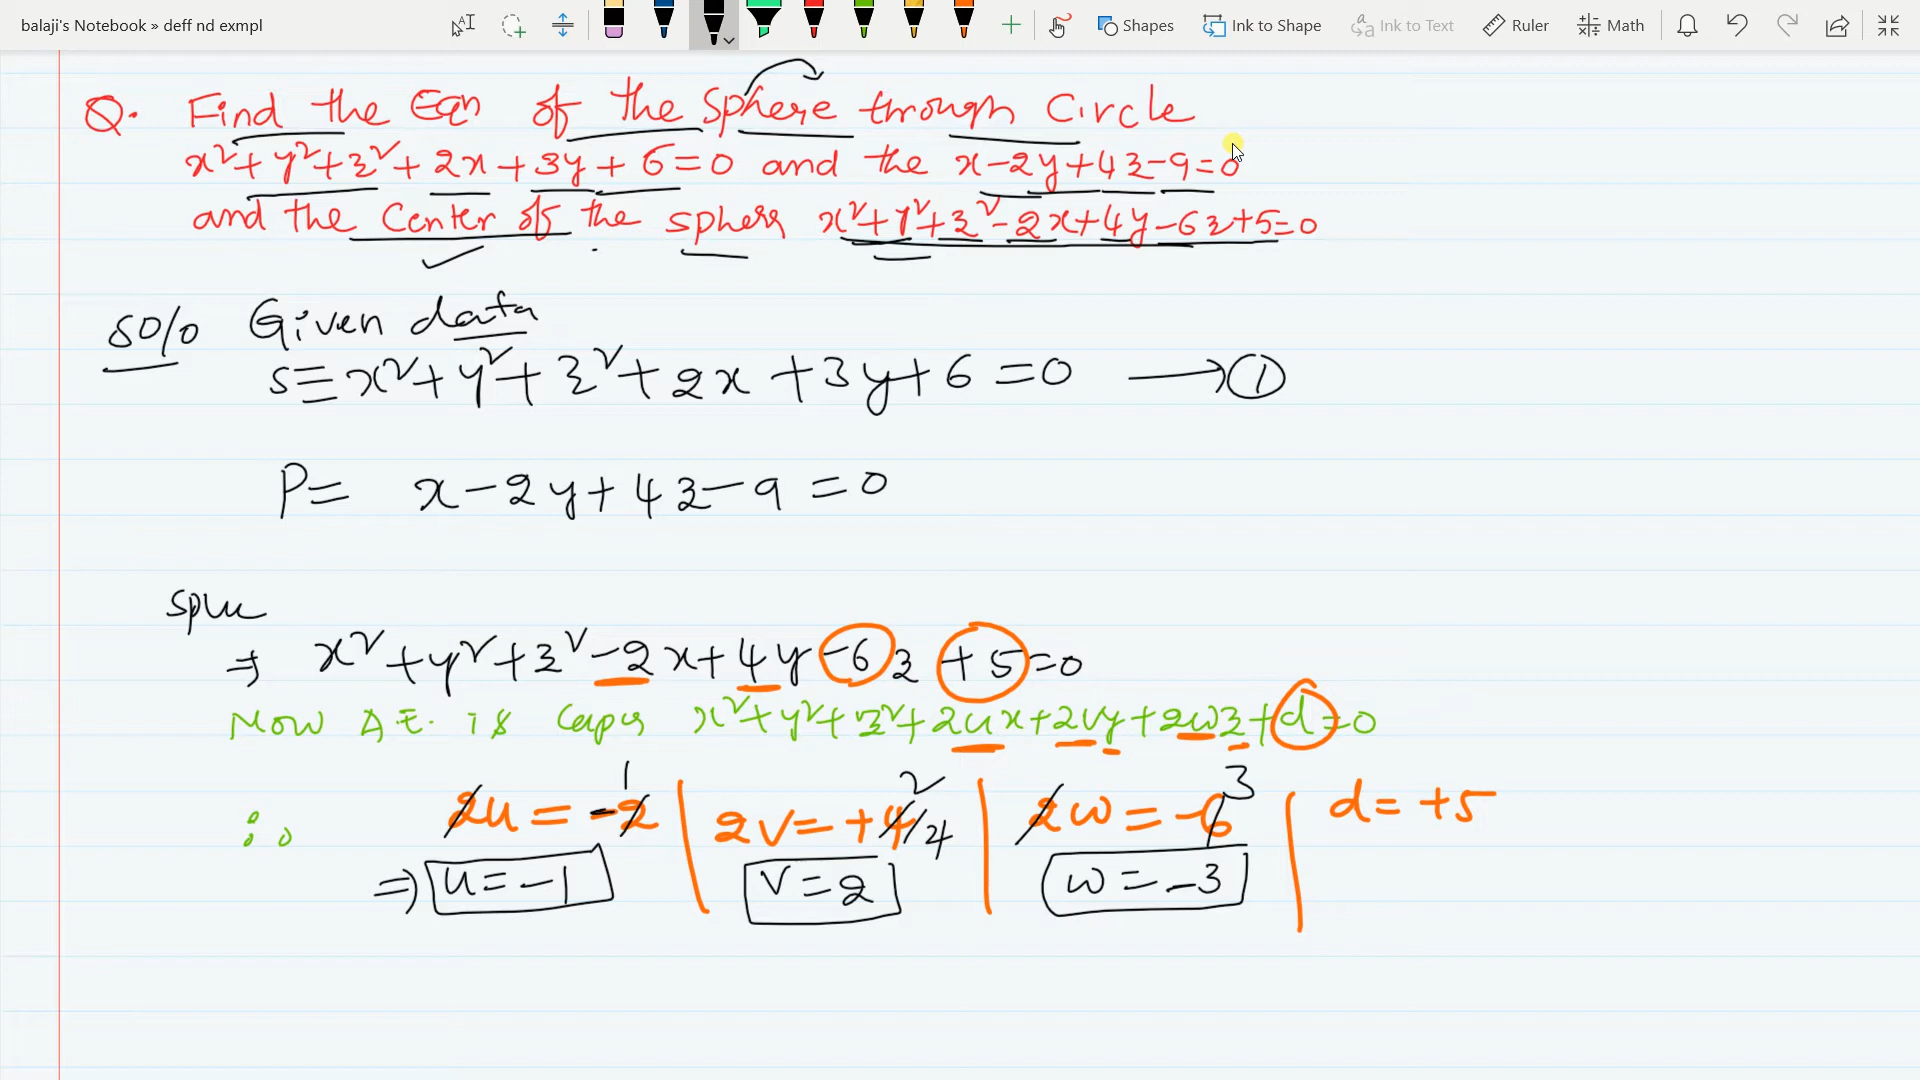 balaji's Notebook » deff nd exmpl Shapes Ink to Shape Ink to Text Ruler Math
Q. Find the Eqn of the Sphere through Circle
x²+y²+z²+2x+3y+6=0 and the x-2y+4z-9=0
and the Center of the sphere x²+y²+z²-2x+4y-6z+5=0
Given data
S≡x²+y²+z²+2x+3y+6=0 → ①
P= x-2y+4z-9=0
⇒ x²+y²+z²-2x+4y-6z+5=0
Now A.E. is x²+y²+z²+2ux+2vy+2wz+d=0
∴ 2u=-2 | 2v=+4 | 2w=-6 | d=+5
⇒ u=-1 v=2 w=-3